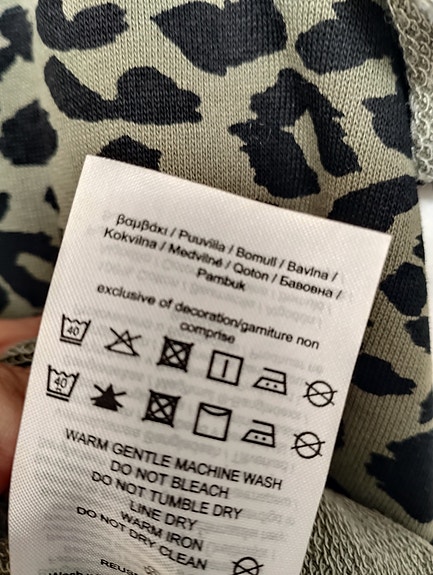 βαμβάκι / Puuvilla / Bomull / Bavlna /
Kokvilna / Medvilnė / Qoton / Бавовна /
Pambuk
exclusive of decoration/garniture non
comprise
40
40
WARM GENTLE MACHINE WASH
DO NOT BLEACH
DO NOT TUMBLE DRY
LINE DRY
WARM IRON
DO NOT DRY CLEAN